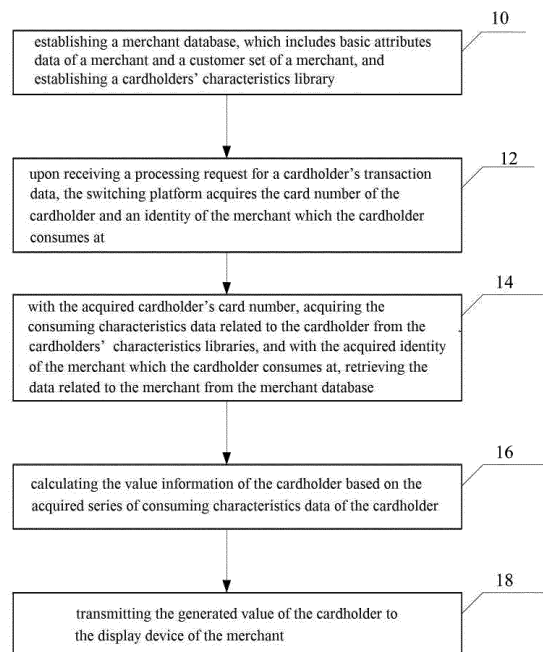 10
establishing a merchant database, which includes basic attributes
data of a merchant and a customer set of a merchant, and
establishing a cardholders' characteristics library
12
upon receiving a processing request for a cardholder's transaction
data, the switching platform acquires the card number of the
cardholder and an identity of the merchant which the cardholder
consumes at
14
with the acquired cardholder's card number, acquiring the
consuming characteristics data related to the cardholder from the
cardholders' characteristics libraries, and with the acquired identity
of the merchant which the cardholder consumes at, retrieving the
data related to the merchant from the merchant database
16
calculating the value information of the cardholder based on the
acquired series of consuming characteristics data of the cardholder
18
transmitting the generated value of the cardholder to
the display device of the merchant